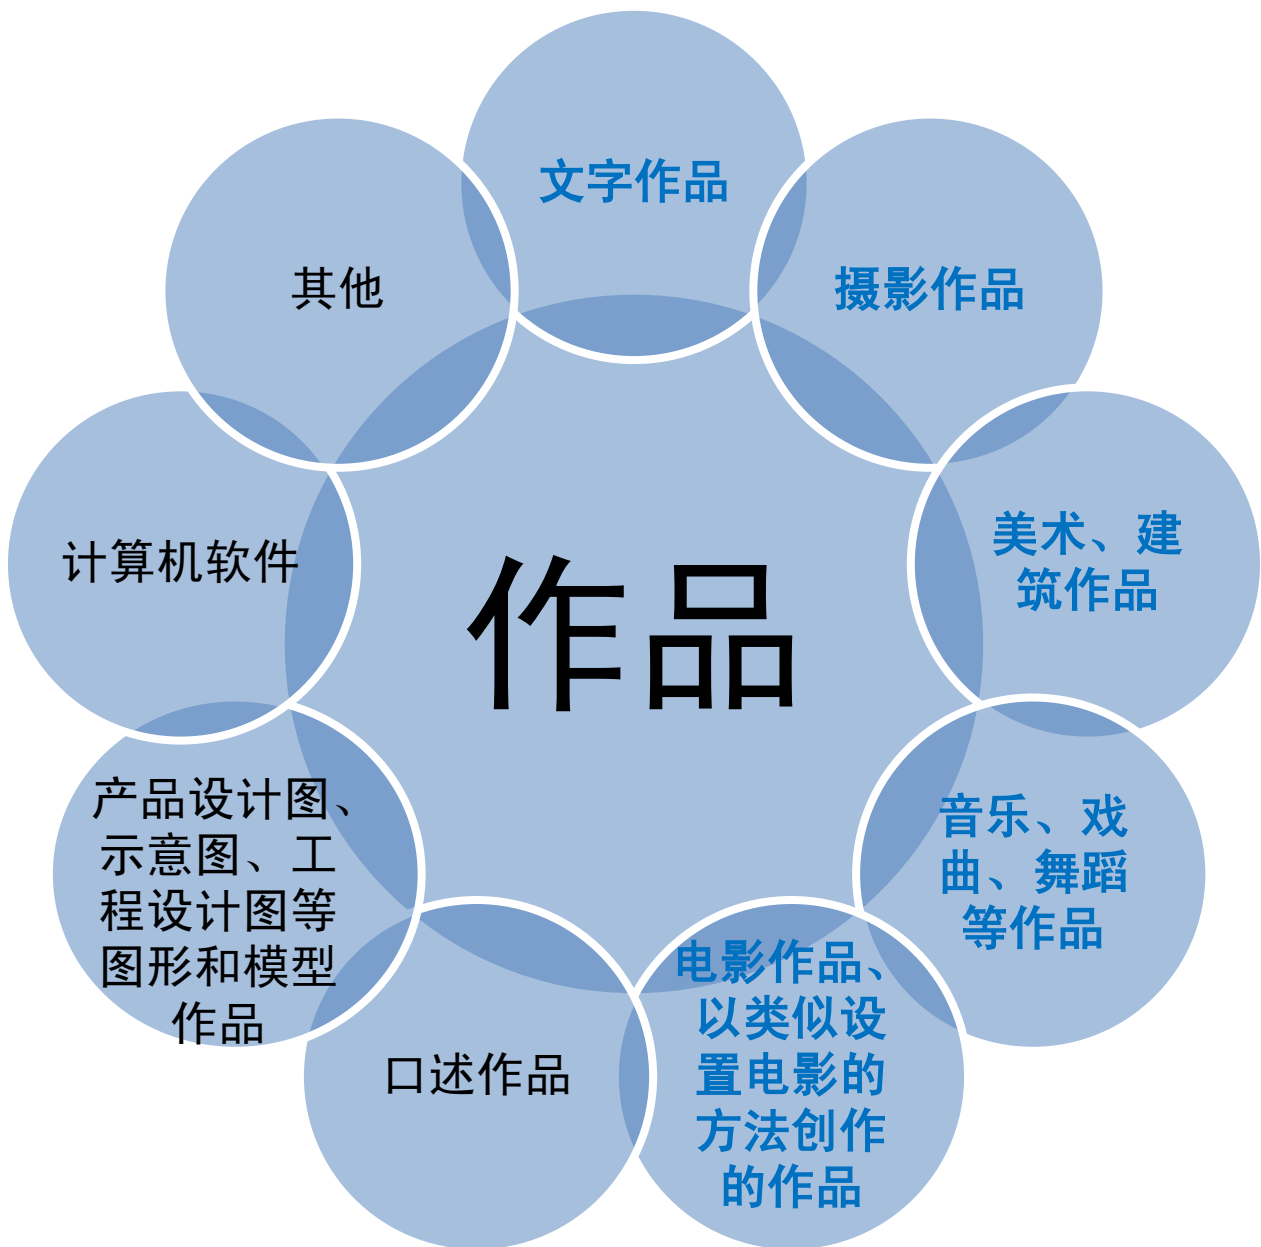 文字作品
摄影作品
美术、建
筑作品
音乐、戏
曲、舞蹈
等作品
电影作品、
以类似设
置电影的
方法创作
的作品
口述作品
产品设计图、
示意图、工
程设计图等
图形和模型
作品
计算机软件
其他
作品